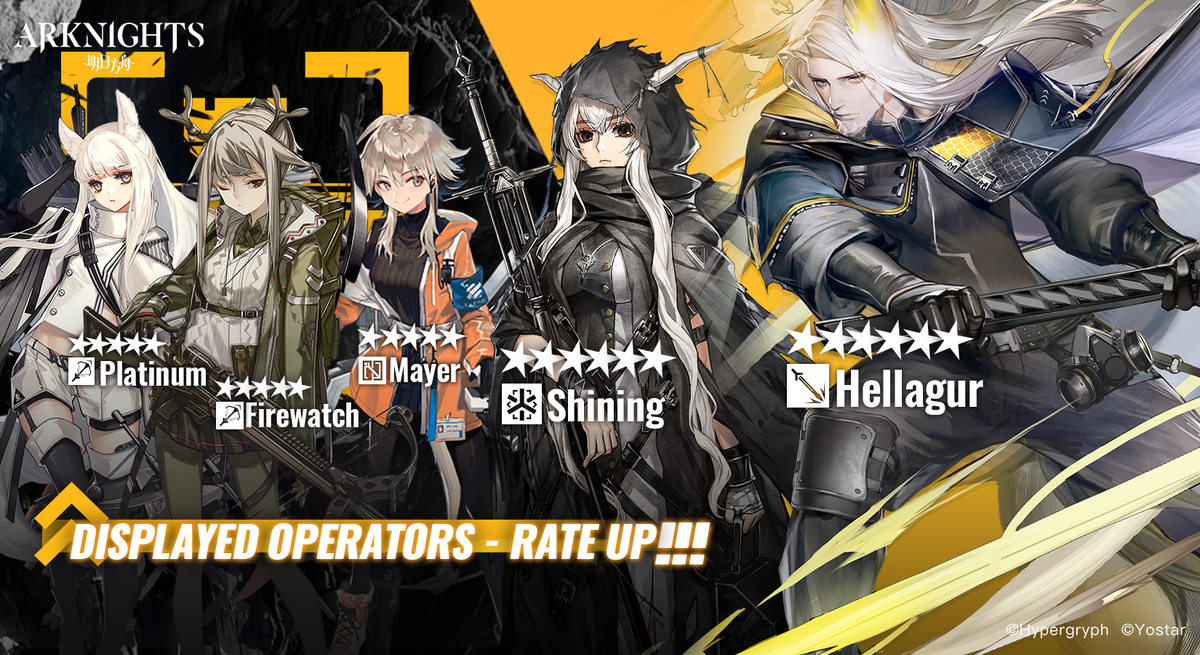 ARKNIGHTS
明日方舟
★★★★★
Platinum
★★★★★
Firewatch
★★★★★
Mayer
★★★★★★
Shining
★★★★★★
Hellagur
DISPLAYED OPERATORS - RATE UP!!!
©Hypergryph ©Yostar